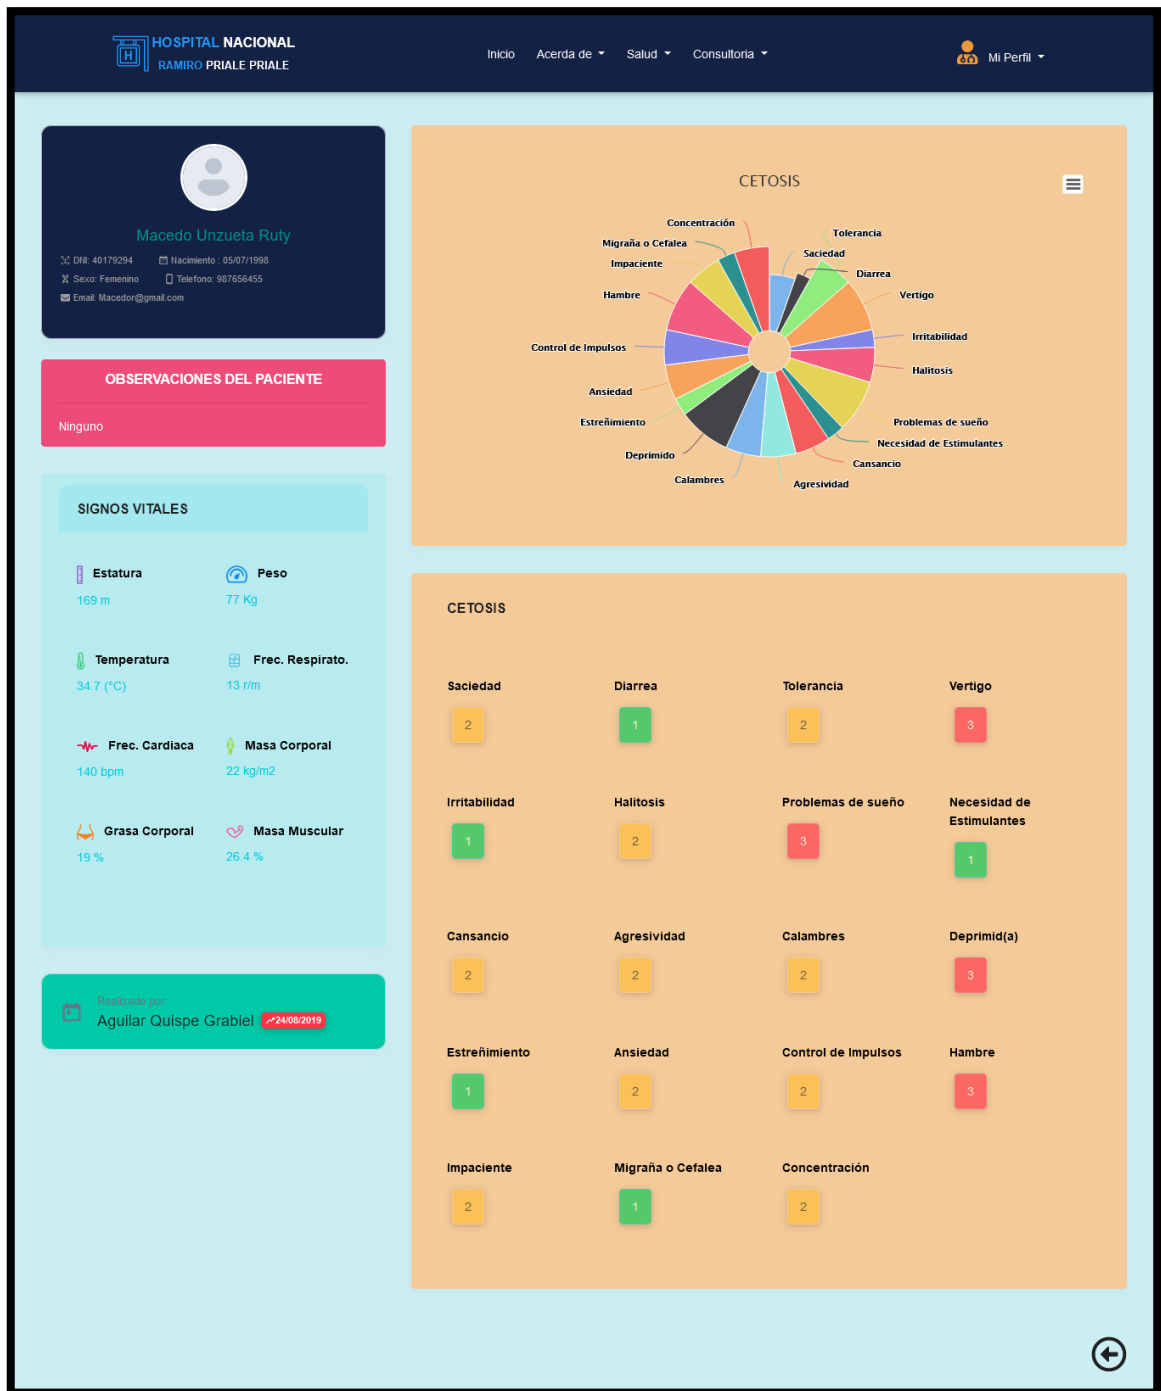 HOSPITAL NACIONAL
RAMIRO PRIALE PRIALE
Inicio Acerda de Salud Consultoria Mi Perfil
Macedo Unzueta Ruty
DNI: 40179294 Nacimiento : 05/07/1998
Sexo: Femenino Telefono: 987656455
Email: Macedor@gmail.com
OBSERVACIONES DEL PACIENTE
Ninguno
SIGNOS VITALES
Estatura Peso
169 m 77 Kg
Temperatura Frec. Respirato.
34.7 (°C) 13 r/m
Frec. Cardiaca Masa Corporal
140 bpm 22 kg/m2
Grasa Corporal Masa Muscular
19 % 26.4 %
Realizado por:
Aguilar Quispe Grabiel 24/08/2019
CETOSIS
Concentración
Tolerancia
Migraña o Cefalea
Saciedad
Impaciente
Diarrea
Hambre
Vertigo
Irritabilidad
Control de Impulsos
Halitosis
Ansiedad
Estreñimiento
Problemas de sueño
Necesidad de Estimulantes
Deprimido
Cansancio
Calambres
Agresividad
CETOSIS
Saciedad Diarrea Tolerancia Vertigo
2 1 2 3
Irritabilidad Halitosis Problemas de sueño Necesidad de
Estimulantes
1 2 3 1
Cansancio Agresividad Calambres Deprimid(a)
2 2 2 3
Estreñimiento Ansiedad Control de Impulsos Hambre
1 2 2 3
Impaciente Migraña o Cefalea Concentración
2 1 2